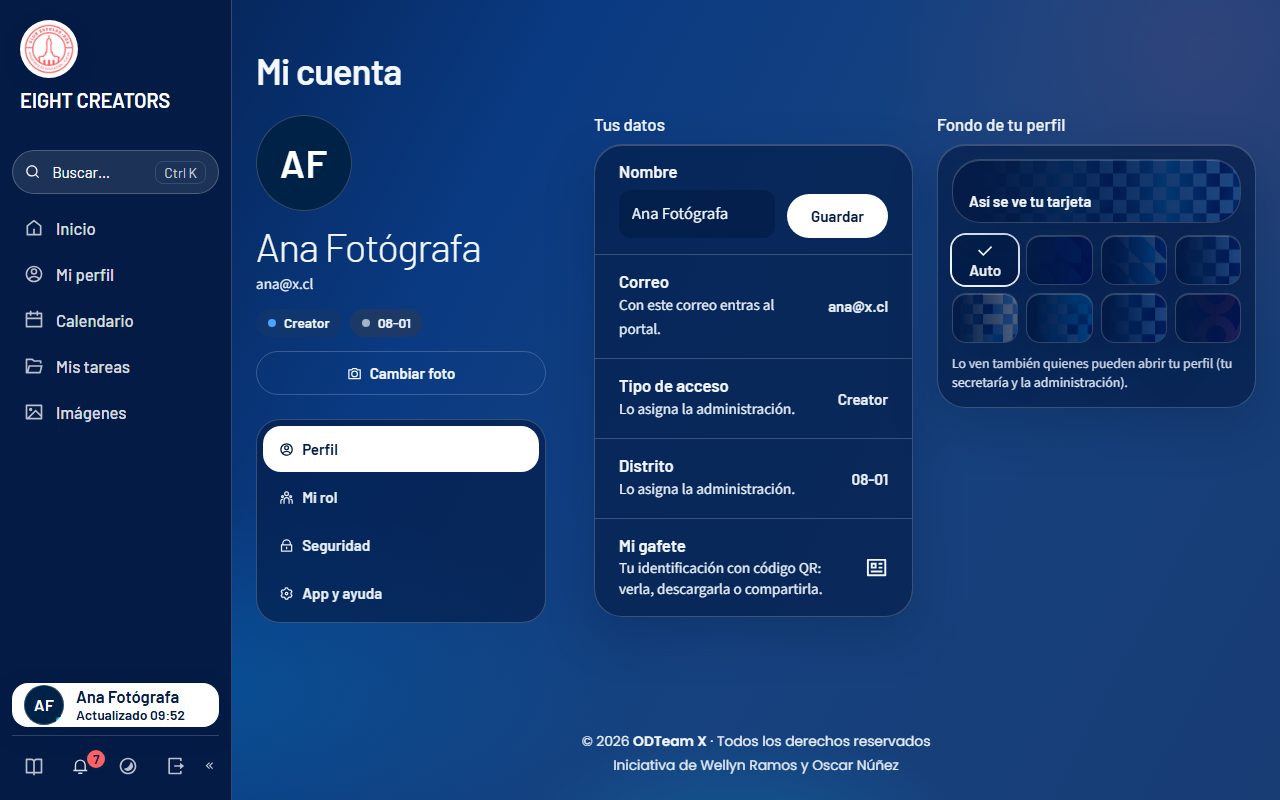 EIGHT CREATORS
Buscar...
Ctrl K
Inicio
Mi perfil
Calendario
Mis tareas
Imágenes
AF
Ana Fotógrafa
Actualizado 09:52
7
«
Mi cuenta
AF
Ana Fotógrafa
ana@x.cl
Creator
08-01
Cambiar foto
Perfil
Mi rol
Seguridad
App y ayuda
Tus datos
Nombre
Ana Fotógrafa
Guardar
Correo
Con este correo entras al
portal.
ana@x.cl
Tipo de acceso
Lo asigna la administración.
Creator
Distrito
Lo asigna la administración.
08-01
Mi gafete
Tu identificación con código QR:
verla, descargarla o compartirla.
Fondo de tu perfil
Así se ve tu tarjeta
Auto
Lo ven también quienes pueden abrir tu perfil (tu
secretaría y la administración).
© 2026 ODTeam X · Todos los derechos reservados
Iniciativa de Wellyn Ramos y Oscar Núñez